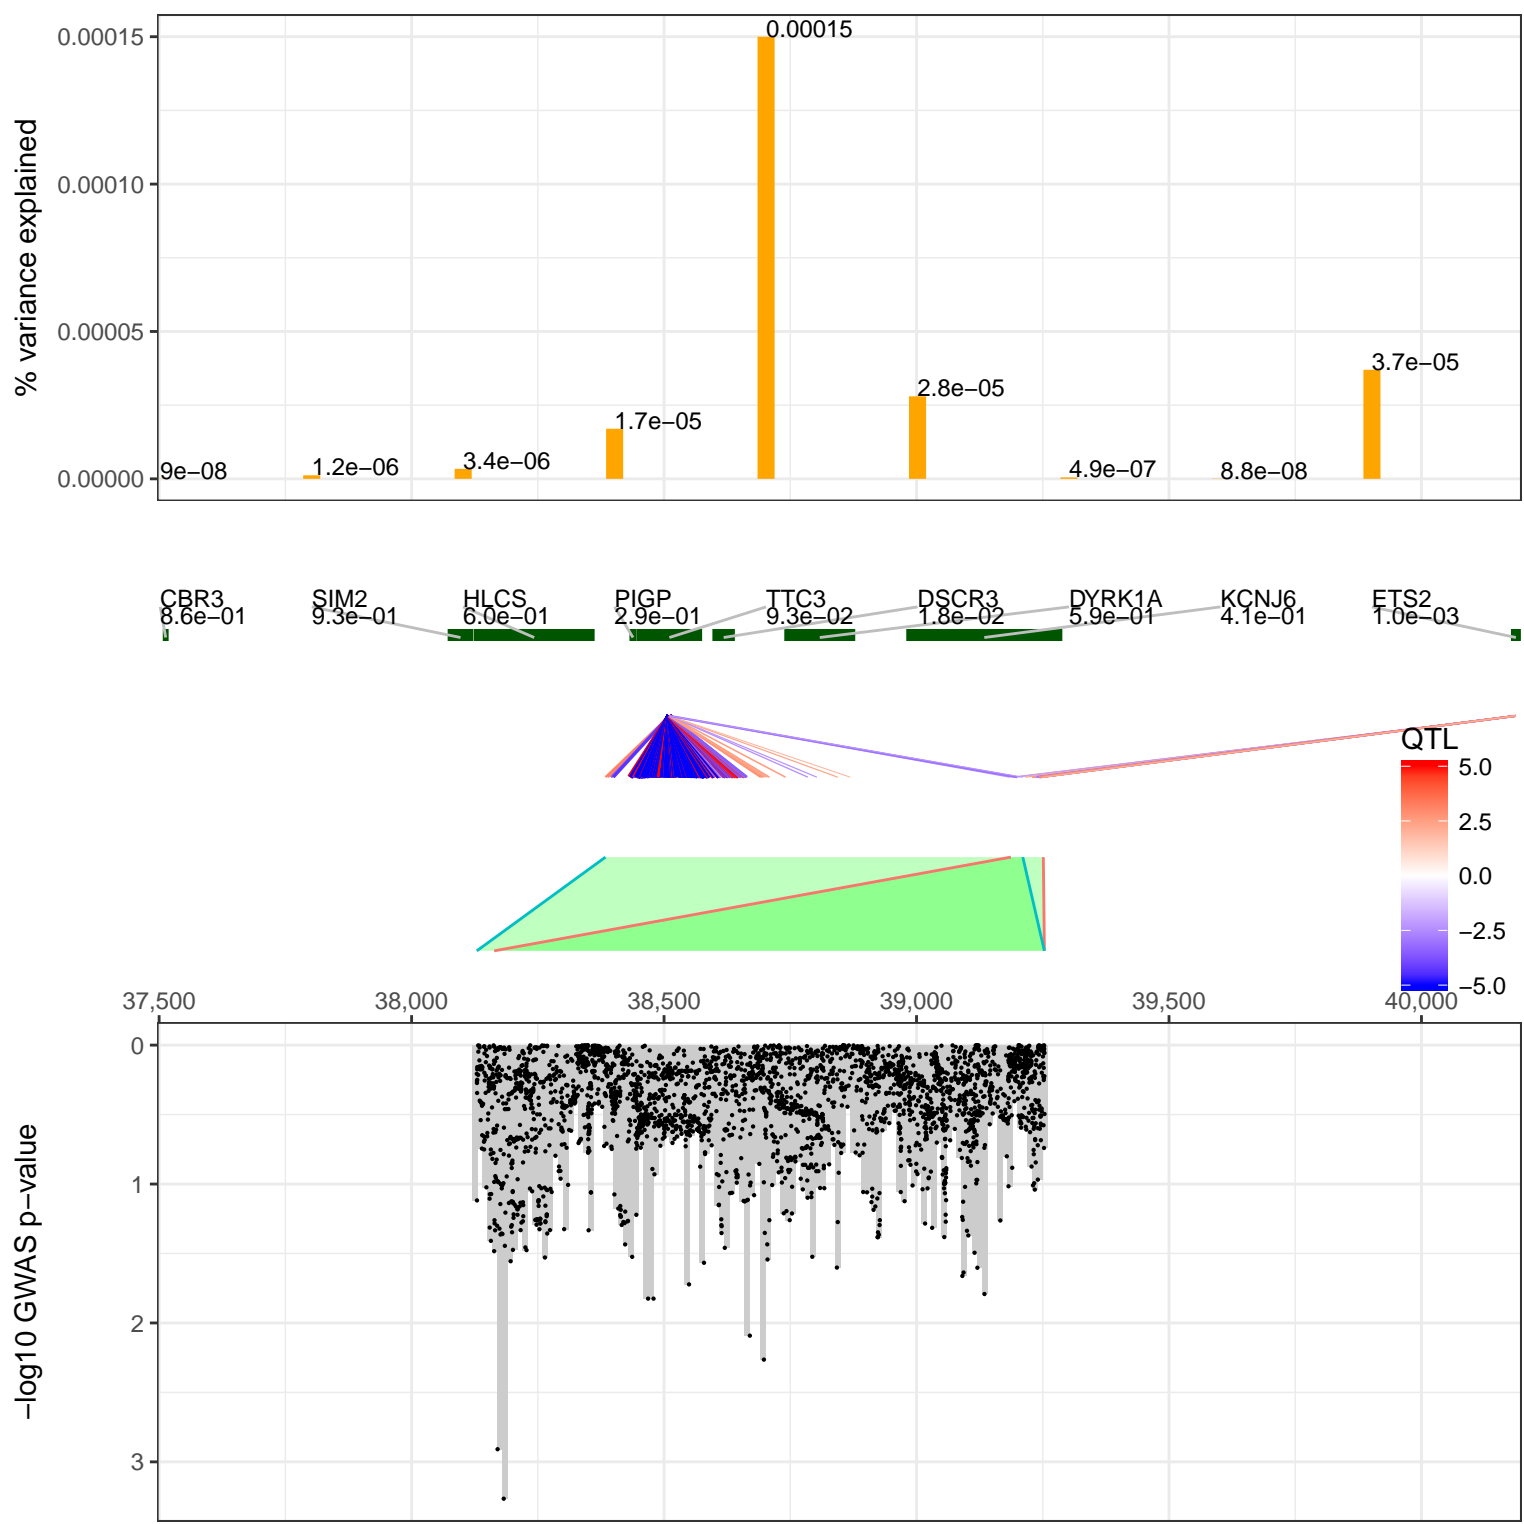 0.00015
0.00010
0.00005
0.00000
% variance explained
9e−08
1.2e−06
3.4e−06
1.7e−05
0.00015
2.8e−05
4.9e−07
8.8e−08
3.7e−05
CBR3 SIM2 HLCS PIGP TTC3 DSCR3 DYRK1A KCNJ6 ETS2
8.6e−01 9.3e−01 6.0e−01 2.9e−01 9.3e−02 1.8e−02 5.9e−01 4.1e−01 1.0e−03
QTL
5.0
2.5
0.0
−2.5
−5.0
37,500 38,000 38,500 39,000 39,500 40,000
0
1
2
3
−log10 GWAS p−value